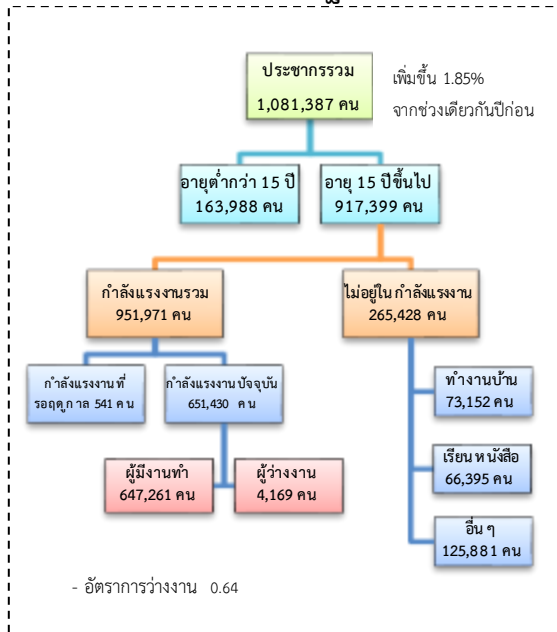 ประชากรรวม
1,081,387 คน
เพิ่มขึ้น 1.85%
จากช่วงเดียวกันปีก่อน
อายุต่ำกว่า 15 ปี
163,988 คน
อายุ 15 ปีขึ้นไป
917,399 คน
กำลังแรงงานรวม
951,971 คน
ไม่อยู่ใน กำลังแรงงาน
265,428 คน
กำลังแรงงาน ที่
รอฤดูกาล 541 คน
กำลังแรงงาน ปัจจุบัน
651,430 คน
ทำงานบ้าน
73,152 คน
ผู้มีงานทำ
647,261 คน
ผู้ว่างงาน
4,169 คน
เรียน หนังสือ
66,395 คน
อื่น ๆ
125,881 คน
- อัตราการว่างงาน 0.64